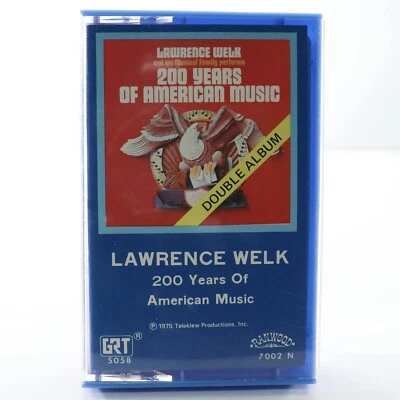 LAWRENCE WELK
and his Musical Family performs
200 YEARS
OF AMERICAN MUSIC
DOUBLE ALBUM
LAWRENCE WELK
200 Years Of
American Music
Ⓟ 1975 Teleklew Productions, Inc.
GRT ®
5058
RANWOOD
7002 N